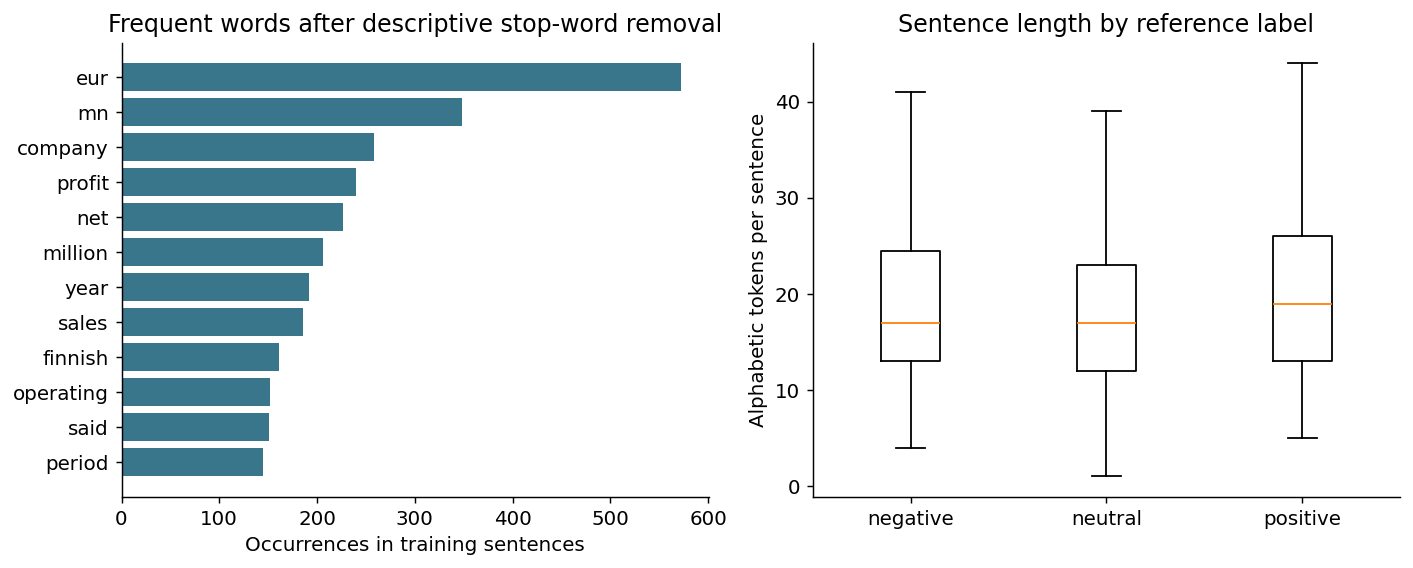 Frequent words after descriptive stop-word removal
eur
mn
company
profit
net
million
year
sales
finnish
operating
said
period
0 100 200 300 400 500 600
Occurrences in training sentences
Sentence length by reference label
Alphabetic tokens per sentence
40
30
20
10
0
negative neutral positive